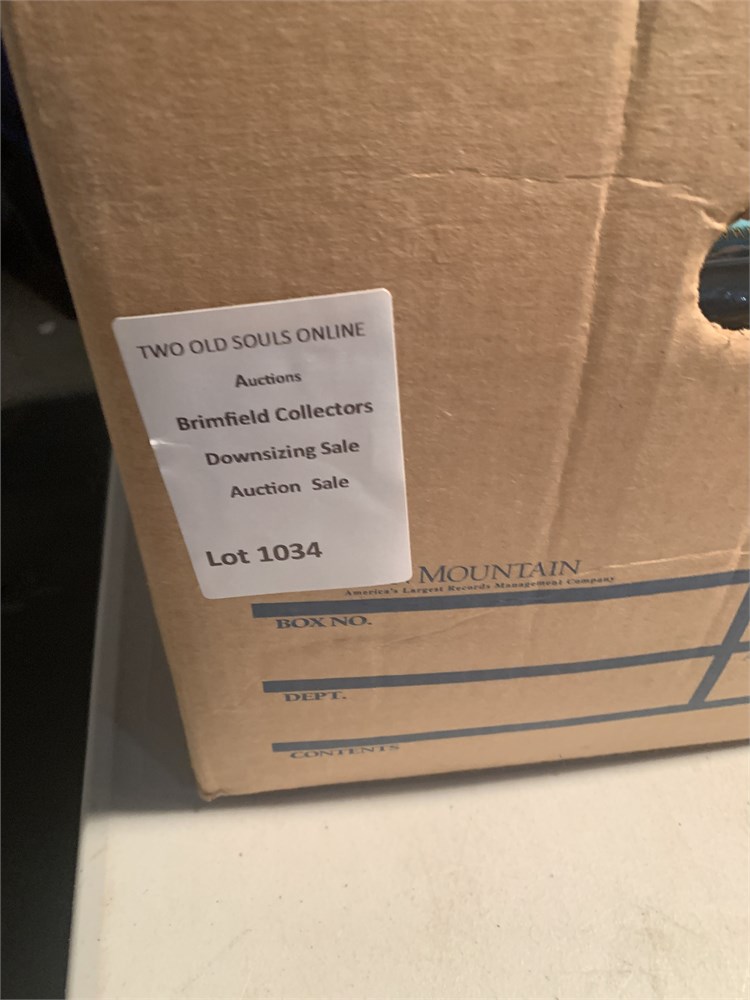 TWO OLD SOULS ONLINE
Auctions
Brimfield Collectors
Downsizing Sale
Auction Sale
Lot 1034
MOUNTAIN
America's Largest Records Management Company
BOX NO.
DEPT.
CONTENTS